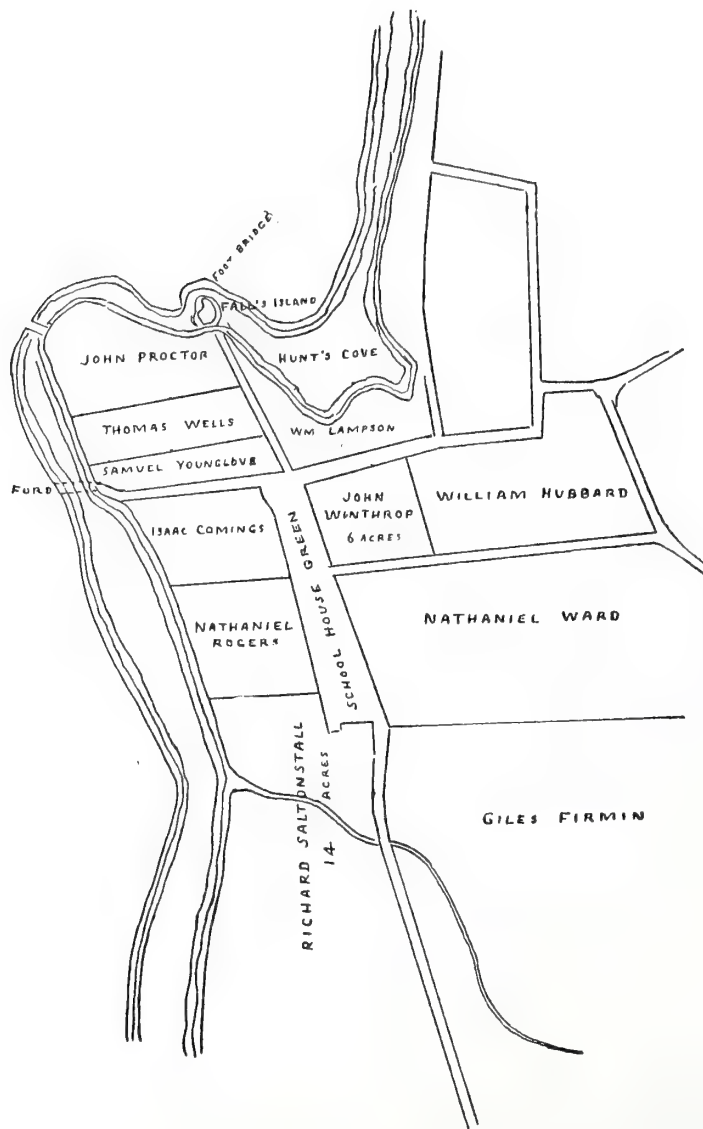 FOOT BRIDGE
FALL'S ISLAND
JOHN PROCTOR
HUNT'S COVE
THOMAS WELLS
WM LAMPSON
SAMUEL YOUNGLOVE
FORD
ISAAC COMINGS
JOHN
WINTHROP
6 ACRES
WILLIAM HUBBARD
SCHOOL HOUSE GREEN
NATHANIEL
ROGERS
NATHANIEL WARD
RICHARD SALTONSTALL
14 ACRES
GILES FIRMIN